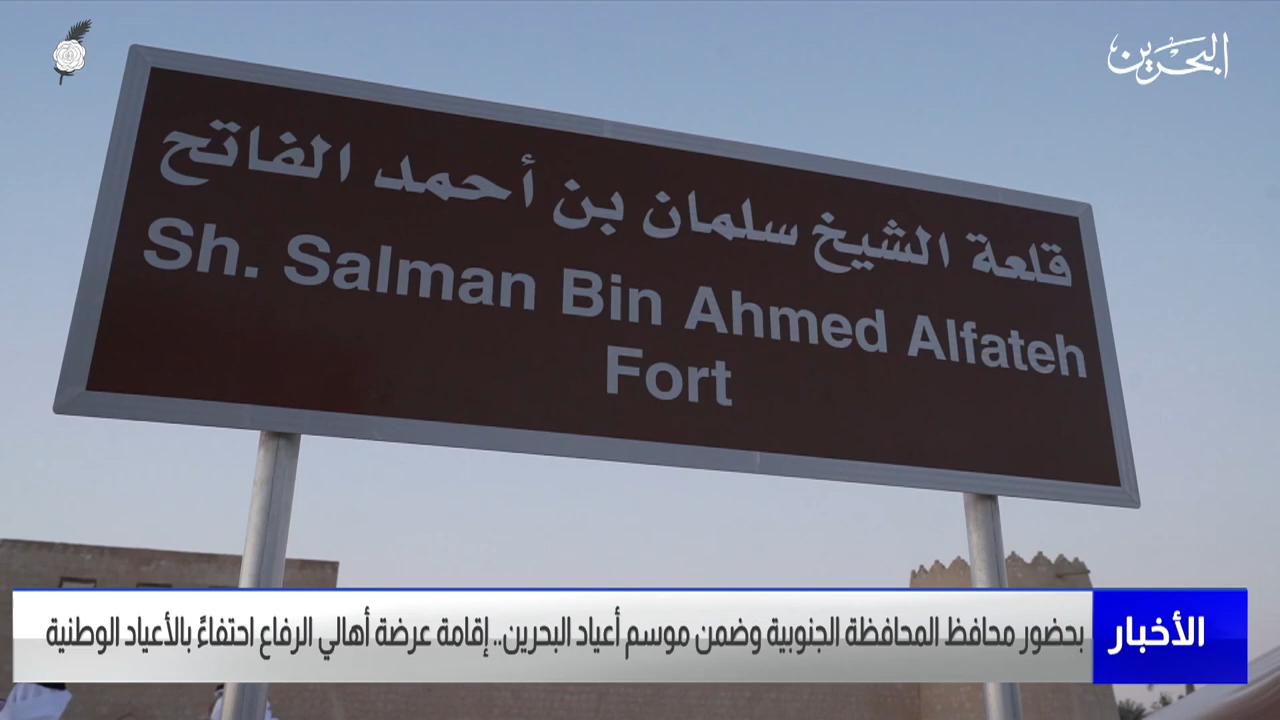 البحرين
قلعة الشيخ سلمان بن أحمد الفاتح
Sh. Salman Bin Ahmed Alfateh
Fort
الأخبار
بحضور محافظ المحافظة الجنوبية وضمن موسم أعياد البحرين.. إقامة عرضة أهالي الرفاع احتفاءً بالأعياد الوطنية